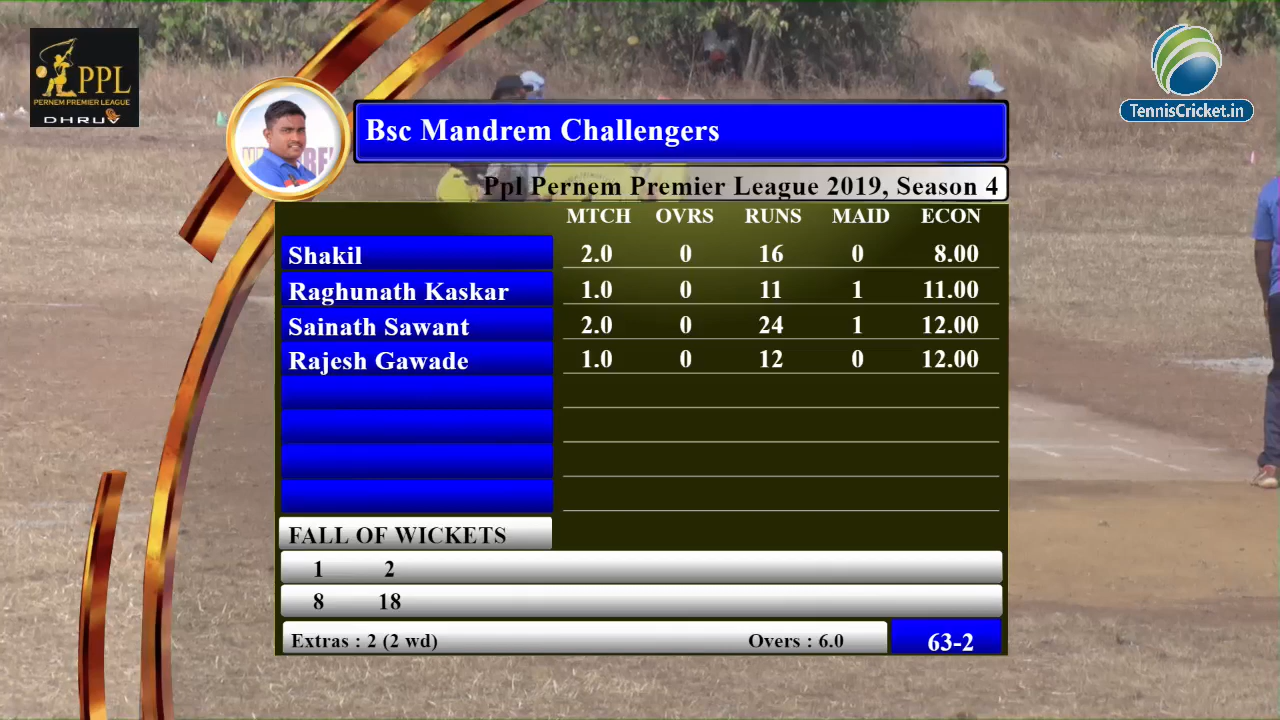 PPL
PERNEM PREMIER LEAGUE
DHRUV
TennisCricket.in
Bsc Mandrem Challengers
Ppl Pernem Premier League 2019, Season 4
MTCH OVRS RUNS MAID ECON
Shakil 2.0 0 16 0 8.00
Raghunath Kaskar 1.0 0 11 1 11.00
Sainath Sawant 2.0 0 24 1 12.00
Rajesh Gawade 1.0 0 12 0 12.00
FALL OF WICKETS
1 2
8 18
Extras : 2 (2 wd) Overs : 6.0 63-2